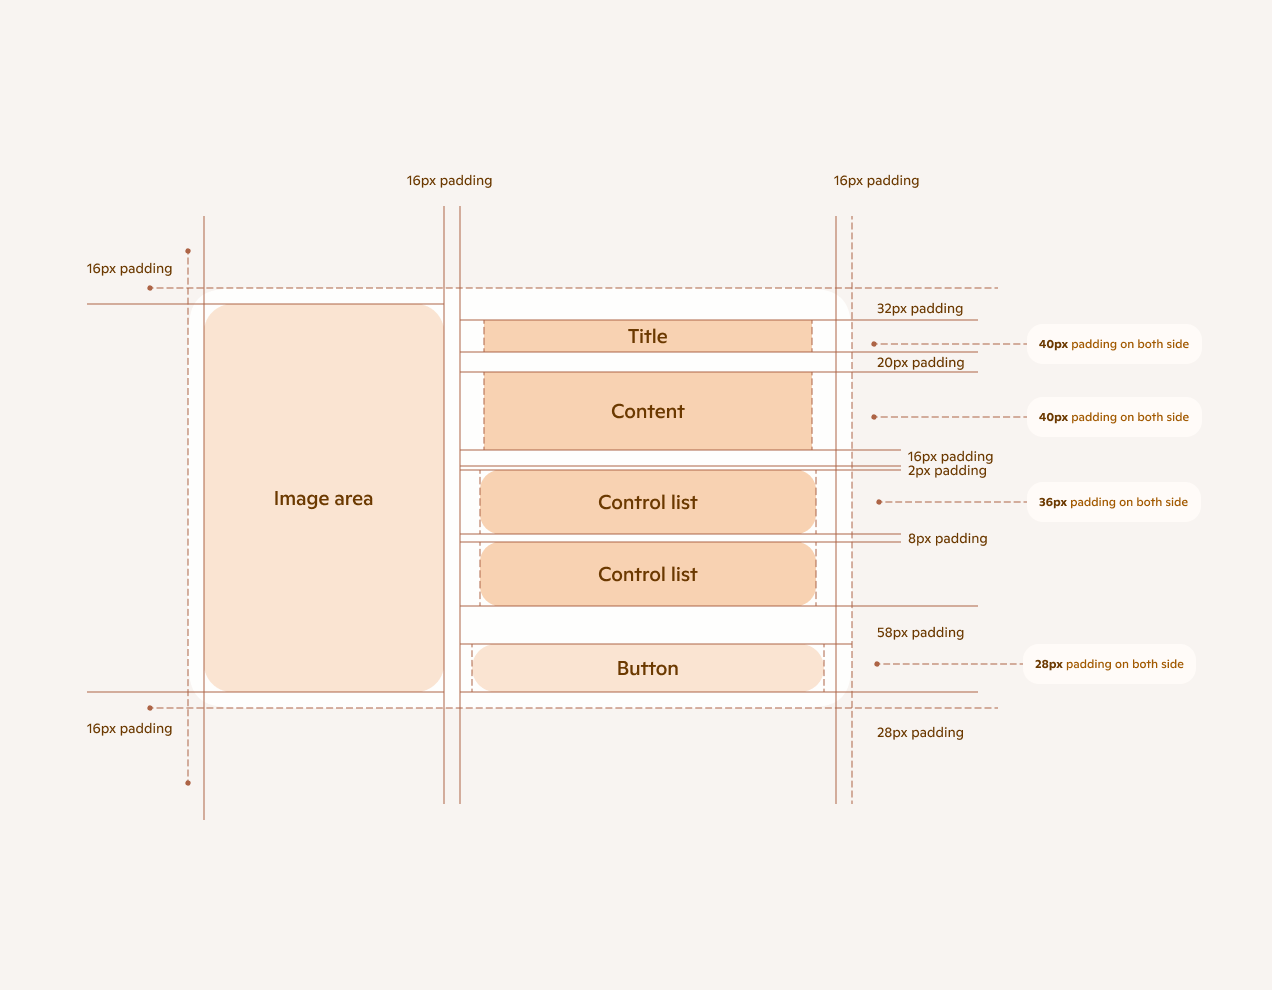 16px padding
16px padding
16px padding
32px padding
Title
40px padding on both side
20px padding
Content
40px padding on both side
16px padding
2px padding
Image area
Control list
36px padding on both side
8px padding
Control list
58px padding
Button
28px padding on both side
16px padding
28px padding